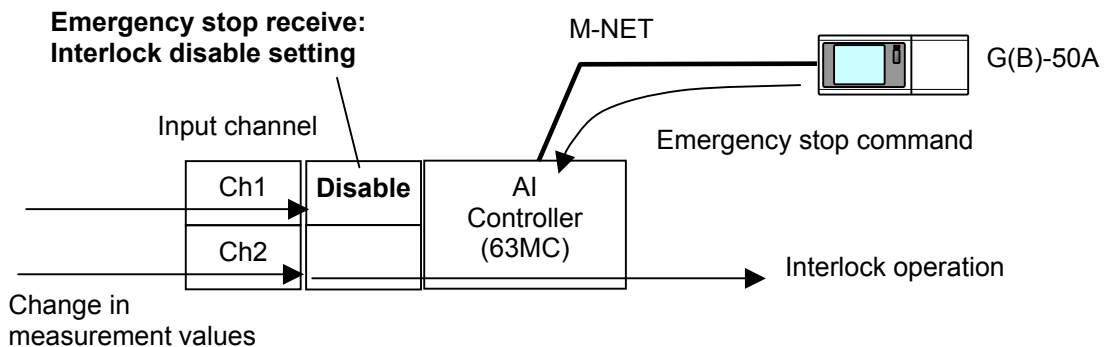 Emergency stop receive:
Interlock disable setting
M-NET
G(B)-50A
Input channel
Emergency stop command
Ch1
Disable
AI
Controller
(63MC)
Ch2
Interlock operation
Change in
measurement values